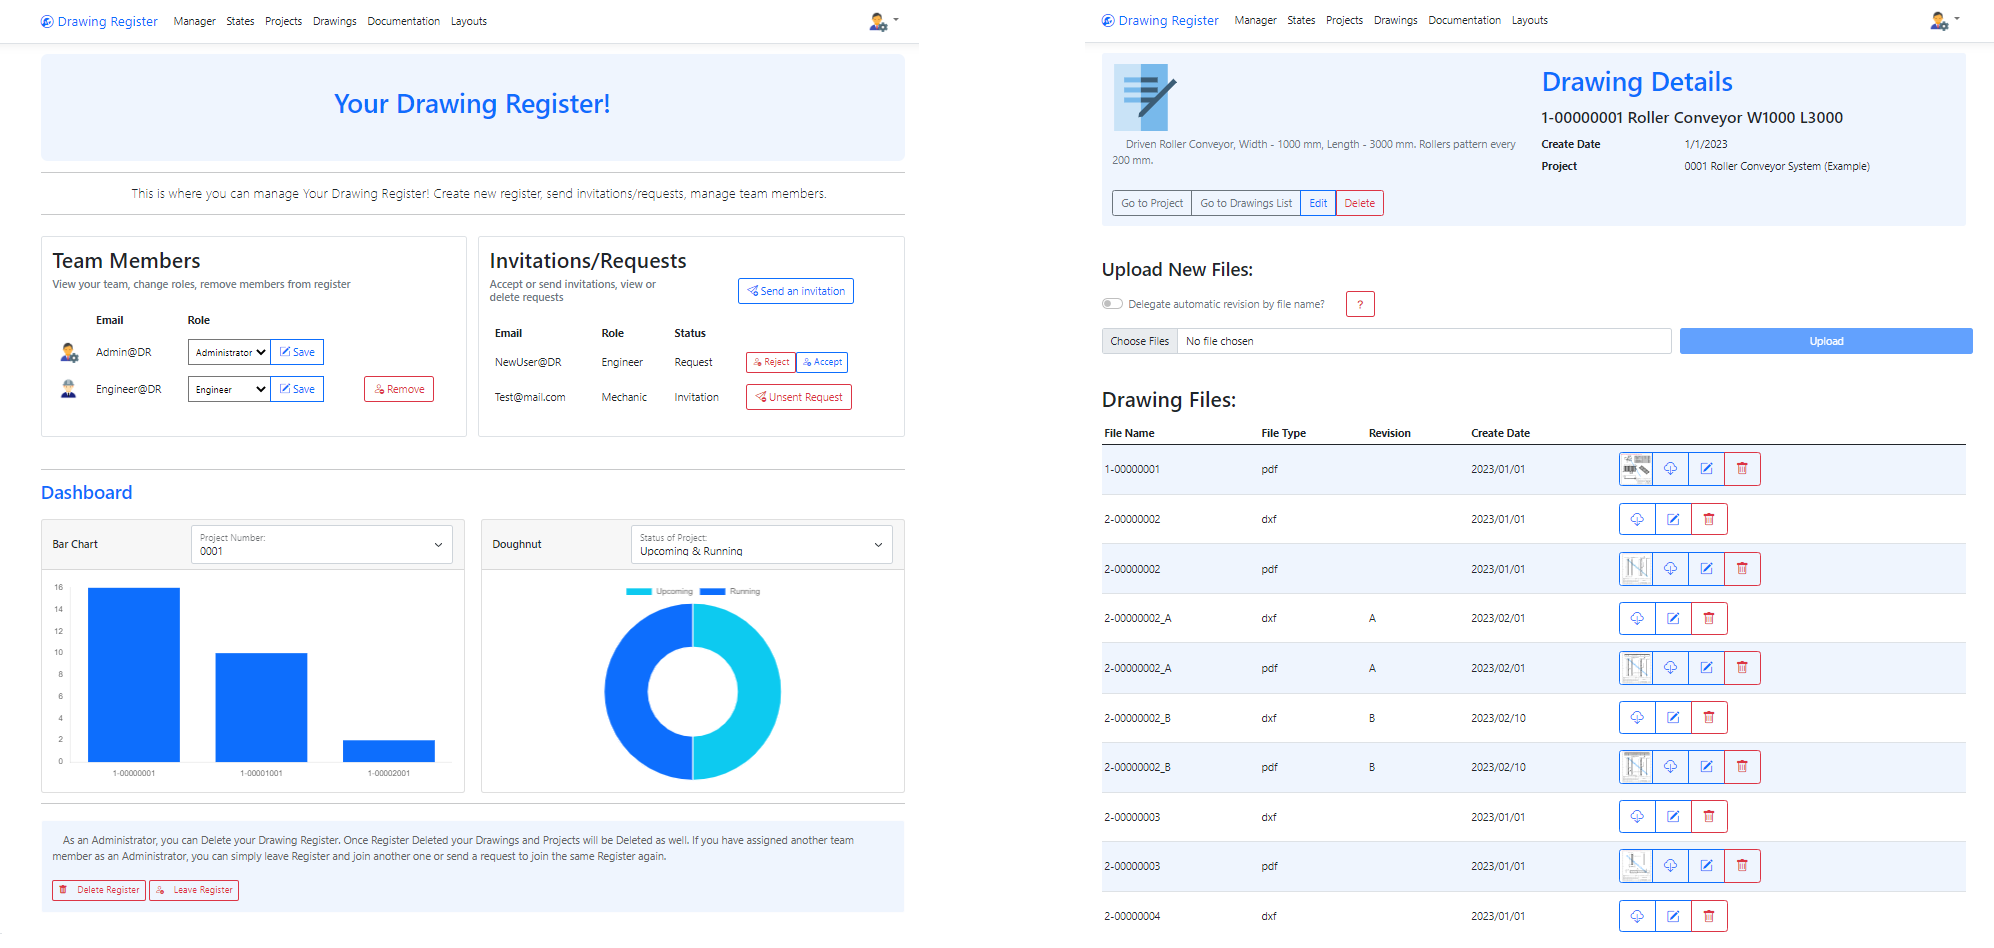 Drawing Register Manager States Projects Drawings Documentation Layouts
Your Drawing Register!
This is where you can manage Your Drawing Register! Create new register, send invitations/requests, manage team members.
Team Members
View your team, change roles, remove members from register
Email Role
Admin@DR Administrator Save
Engineer@DR Engineer Save Remove
Invitations/Requests
Accept or send invitations, view or
delete requests
Send an invitation
Email Role Status
NewUser@DR Engineer Request Reject Accept
Test@mail.com Mechanic Invitation Unsent Request
Dashboard
Bar Chart
Project Number:
0001
16
14
12
10
8
6
4
2
0
1-00000001 1-00001001 1-00002001
Doughnut
Status of Project:
Upcoming & Running
Upcoming Running
As an Administrator, you can Delete your Drawing Register. Once Register Deleted your Drawings and Projects will be Deleted as well. If you have assigned another team
member as an Administrator, you can simply leave Register and join another one or send a request to join the same Register again.
Delete Register Leave Register
Drawing Register Manager States Projects Drawings Documentation Layouts
Driven Roller Conveyor, Width - 1000 mm, Length - 3000 mm. Rollers pattern every
200 mm.
Go to Project Go to Drawings List Edit Delete
Drawing Details
1-00000001 Roller Conveyor W1000 L3000
Create Date 1/1/2023
Project 0001 Roller Conveyor System (Example)
Upload New Files:
Delegate automatic revision by file name? ?
Choose Files No file chosen Upload
Drawing Files:
File Name File Type Revision Create Date
1-00000001 pdf 2023/01/01
2-00000002 dxf 2023/01/01
2-00000002 pdf 2023/01/01
2-00000002_A dxf A 2023/02/01
2-00000002_A pdf A 2023/02/01
2-00000002_B dxf B 2023/02/10
2-00000002_B pdf B 2023/02/10
2-00000003 dxf 2023/01/01
2-00000003 pdf 2023/01/01
2-00000004 dxf 2023/01/01